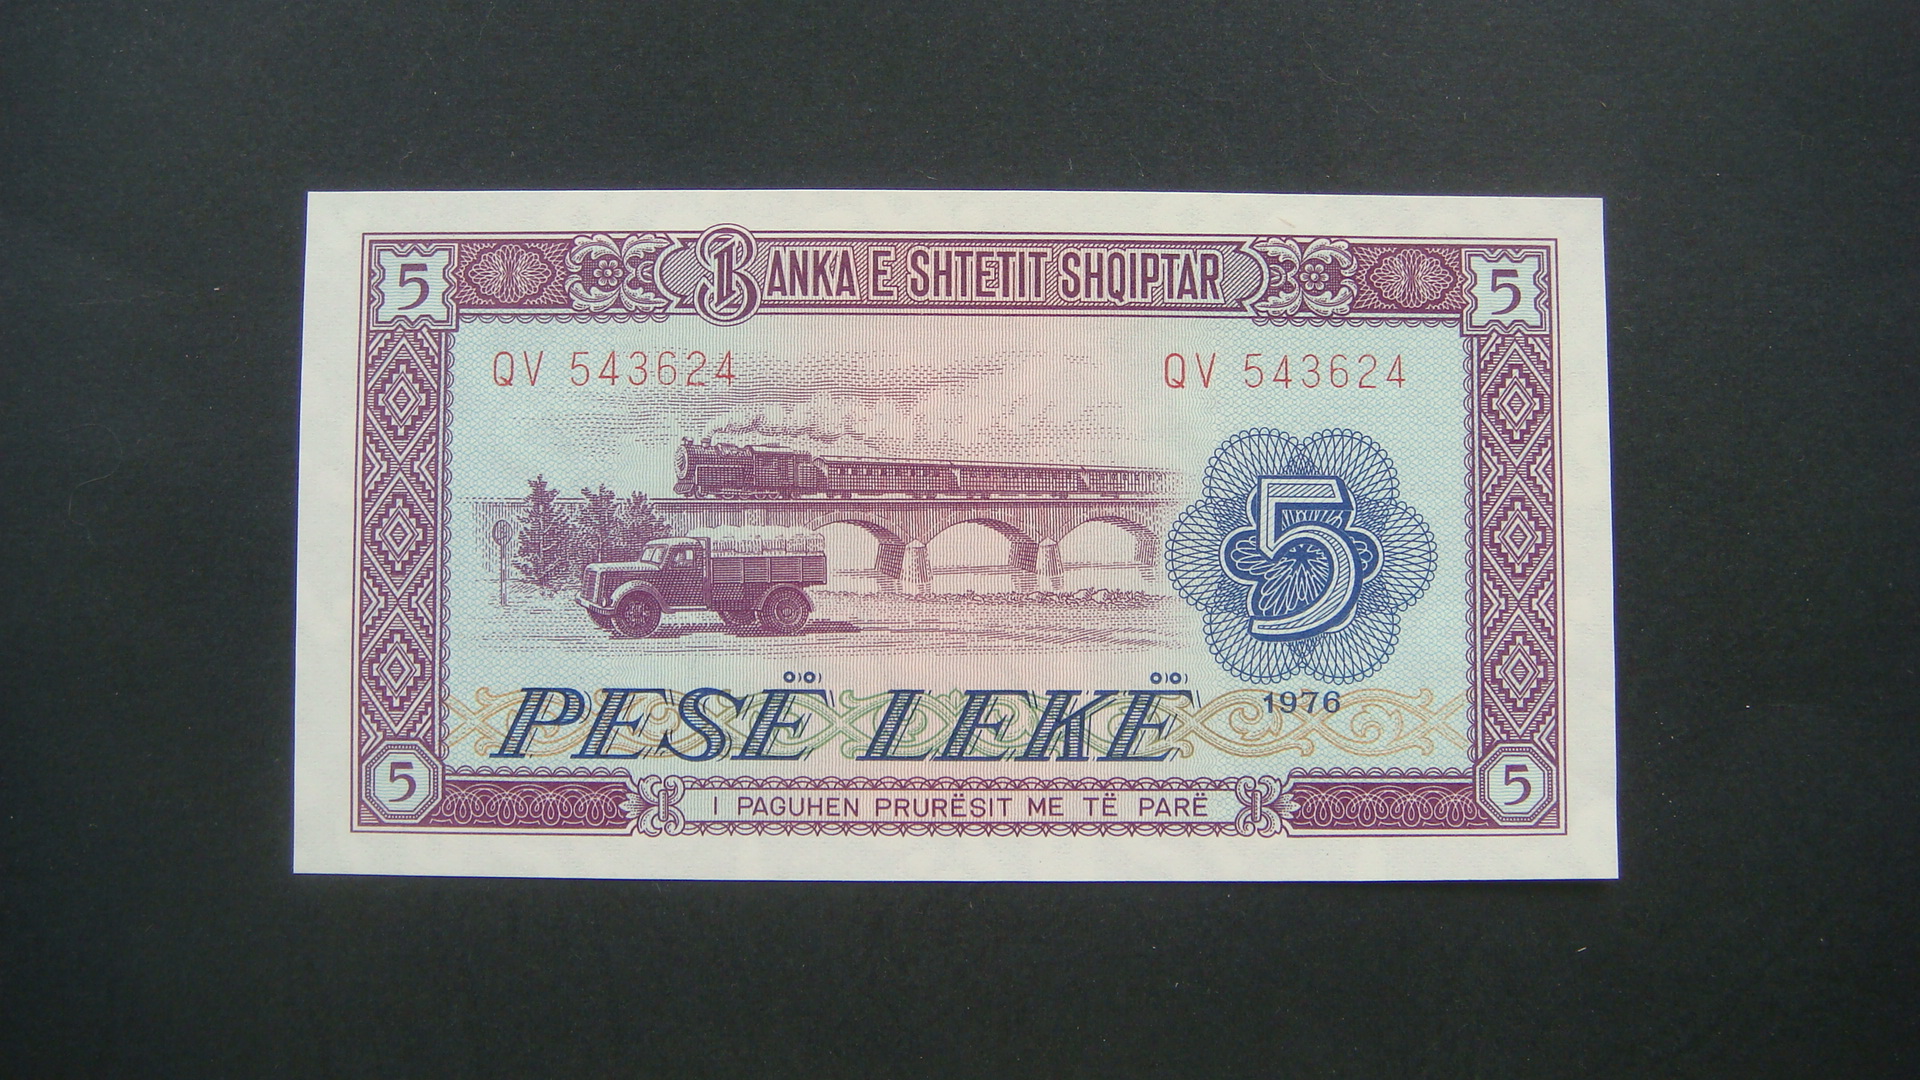 5 BANKA E SHTETIT SHQIPTAR 5
QV 543624 QV 543624
5
PESË LEKË 1976
5 I PAGUHEN PRURËSIT ME TË PARË 5